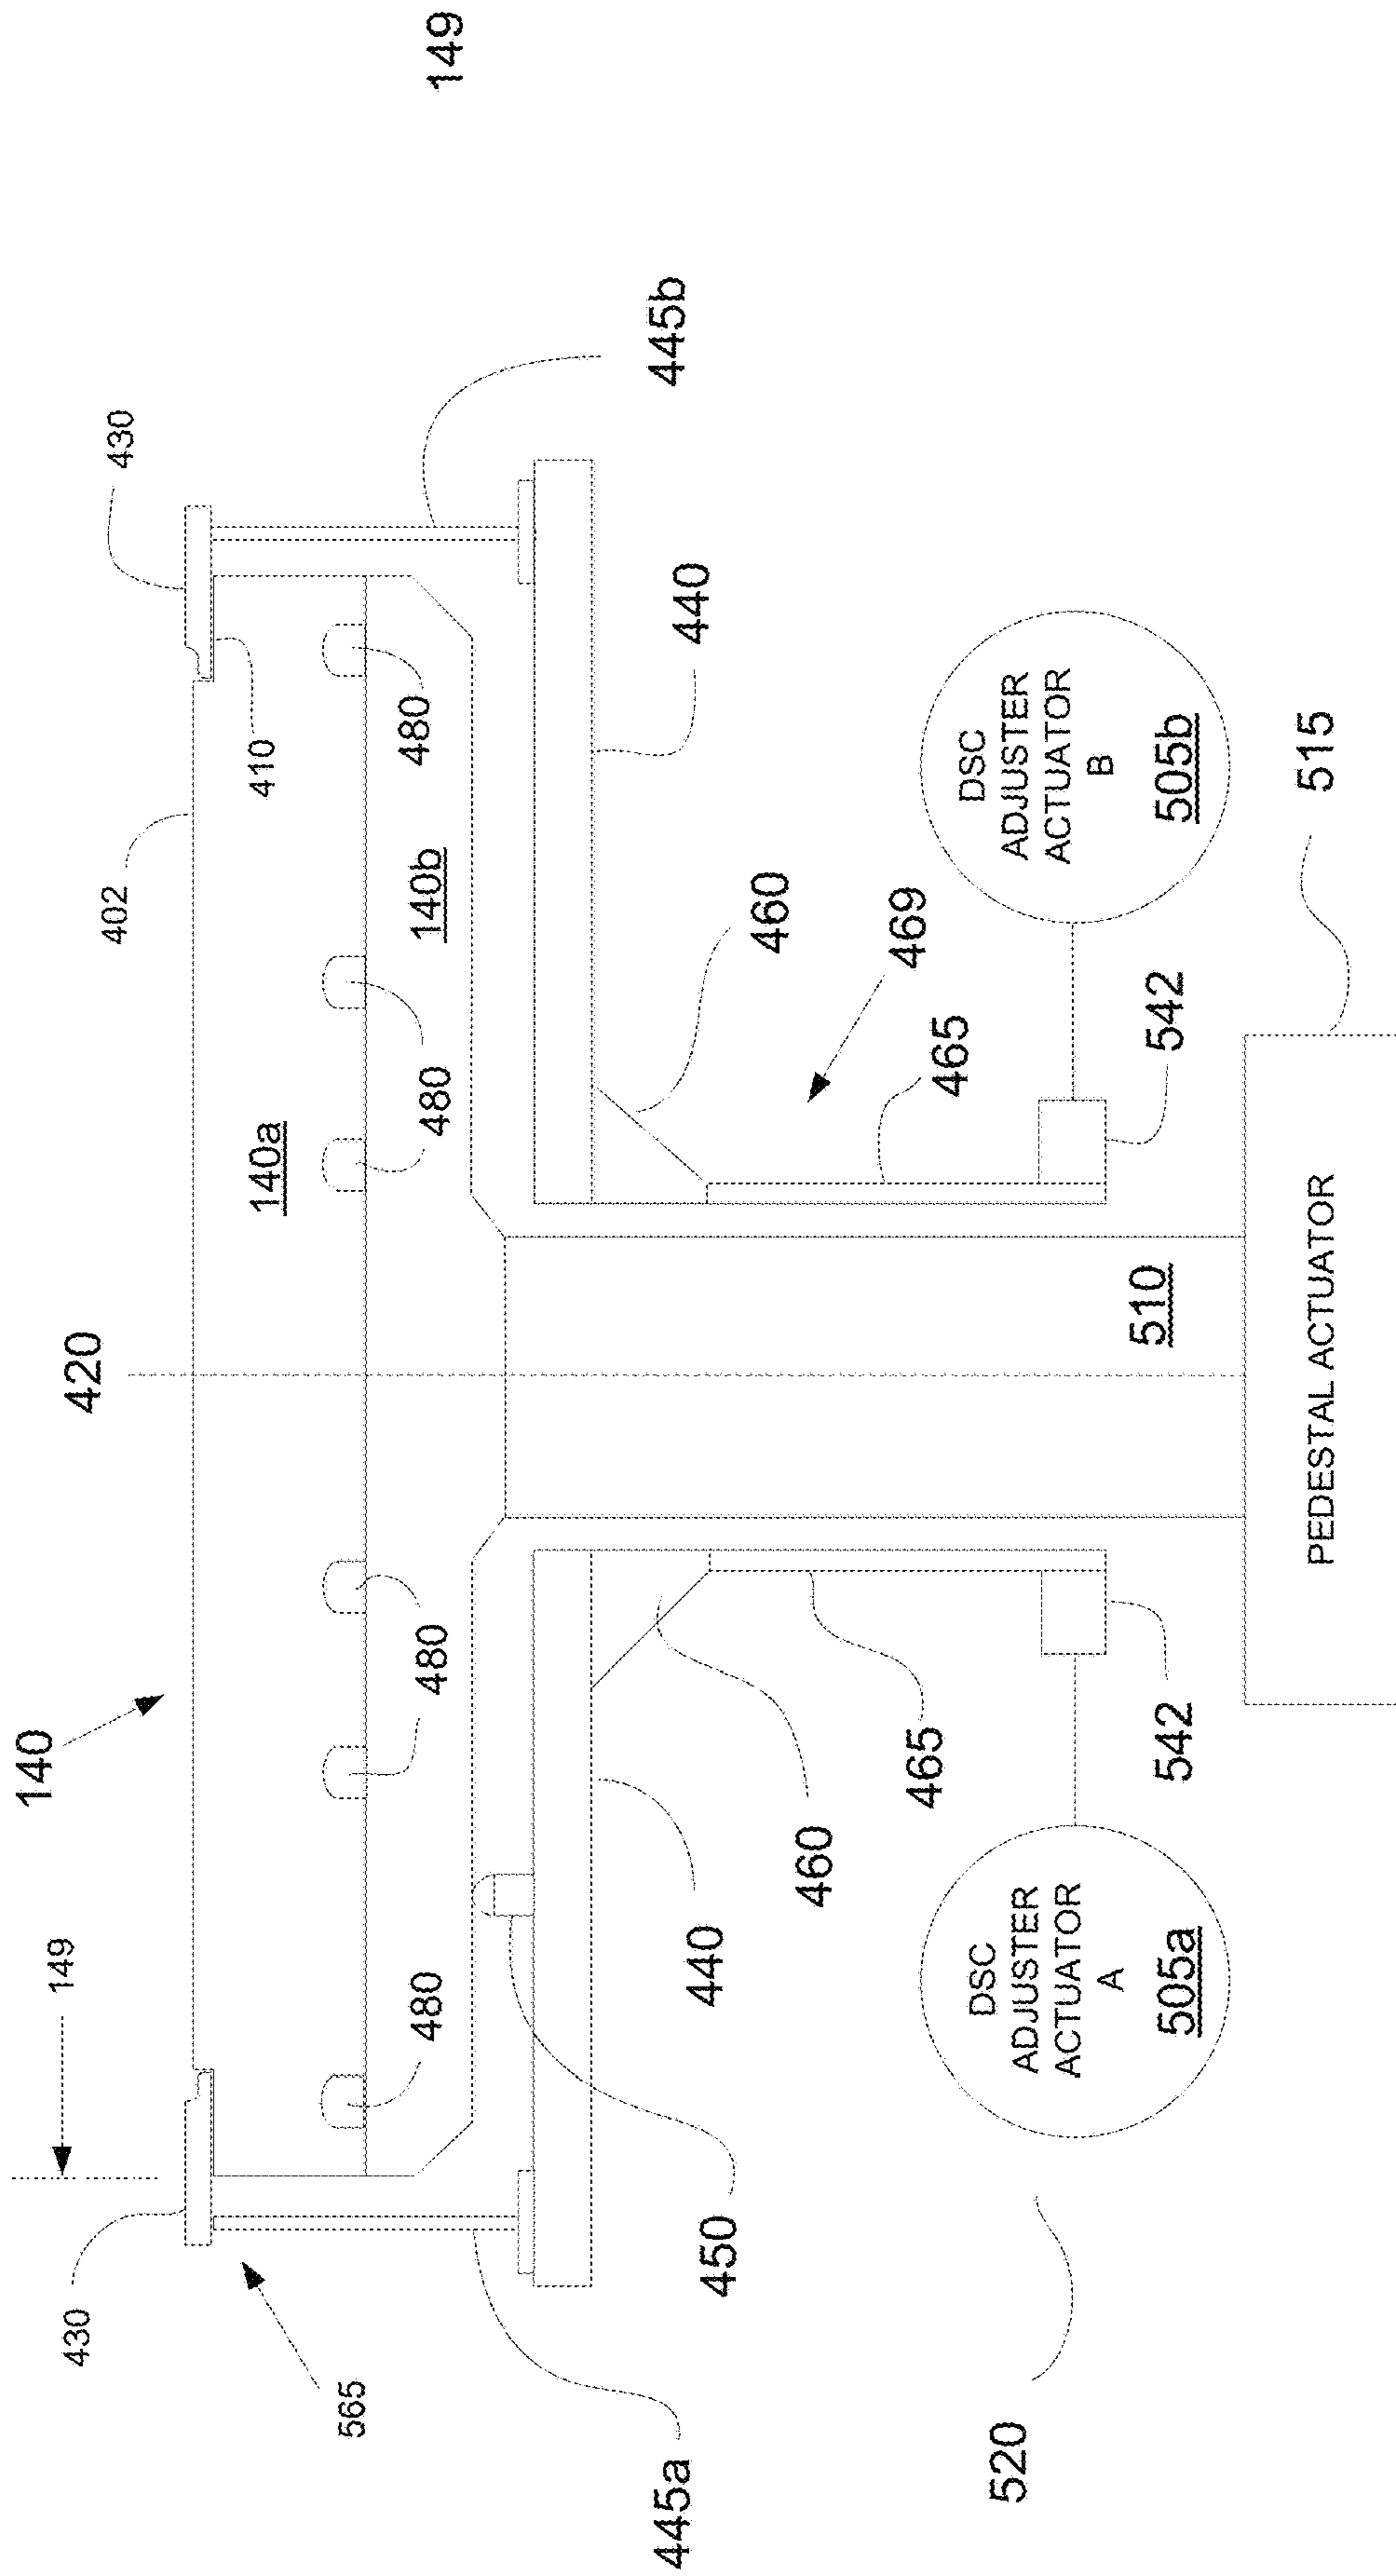 149
140
420
149
430
402
430
565
410
140a
140b
480
480
480
480
445a
445b
450
440
440
460
460
469
465
465
520
DSC
ADJUSTER
ACTUATOR
A
505a
DSC
ADJUSTER
ACTUATOR
B
505b
542
542
510
515
PEDESTAL ACTUATOR